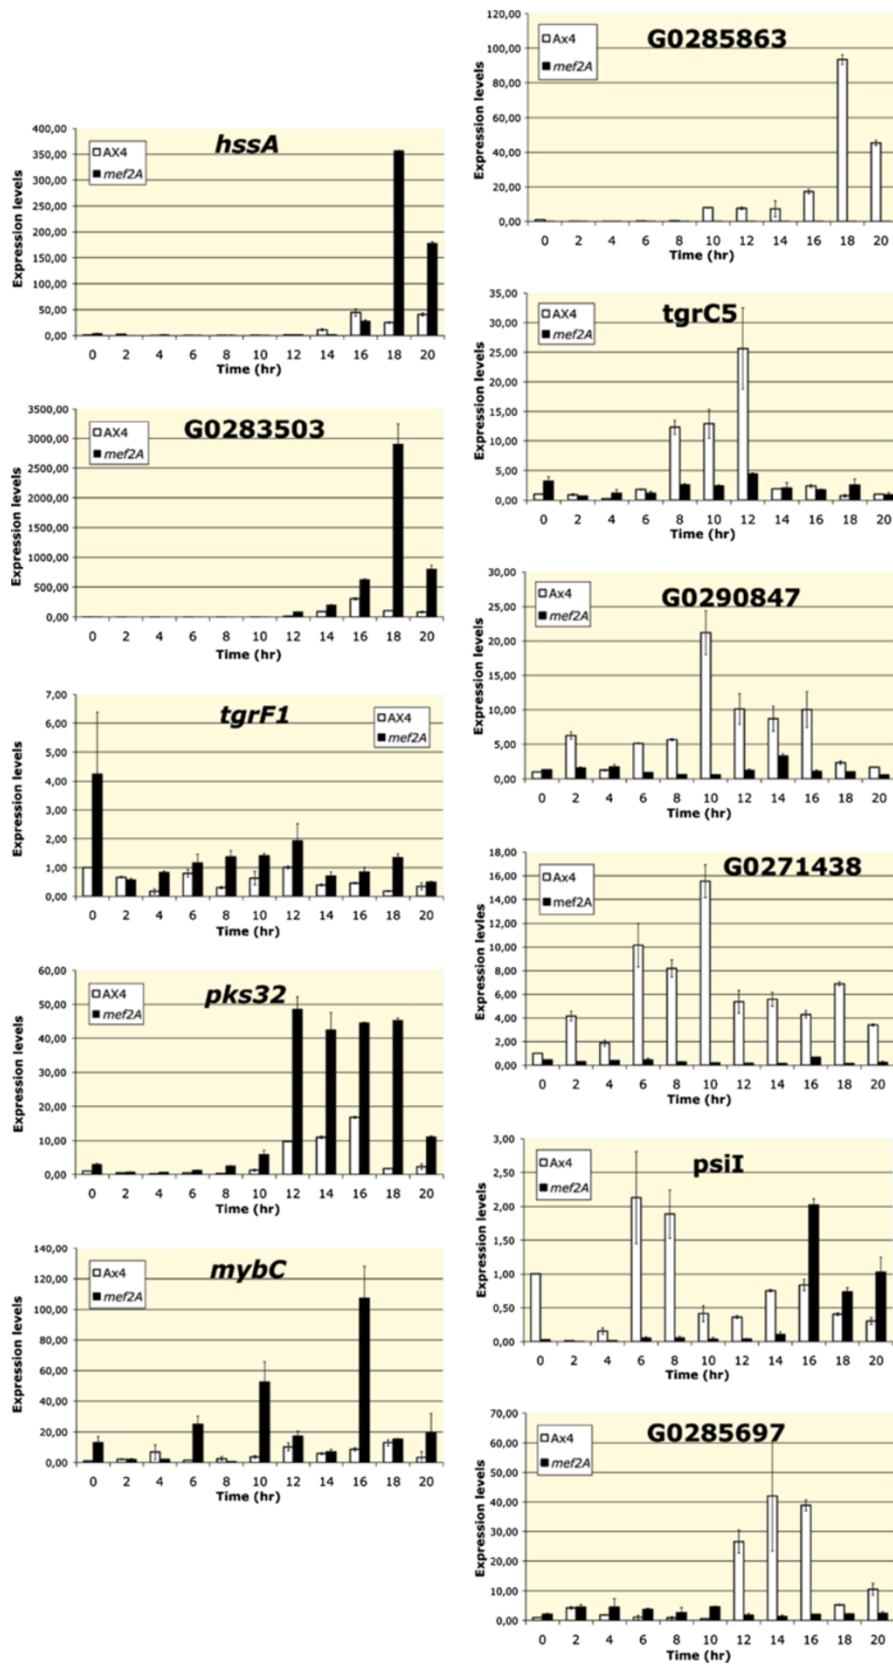 hssA
AX4
mef2A
Expression levels
400,00
350,00
300,00
250,00
200,00
150,00
100,00
50,00
0,00
0 2 4 6 8 10 12 14 16 18 20
Time (hr)
G0283503
AX4
mef2A
Expression levels
3500,00
3000,00
2500,00
2000,00
1500,00
1000,00
500,00
0,00
0 2 4 6 8 10 12 14 16 18 20
Time (hr)
tgrF1
AX4
mef2A
Expression levels
7,00
6,00
5,00
4,00
3,00
2,00
1,00
0,00
0 2 4 6 8 10 12 14 16 18 20
Time (hr)
pks32
AX4
mef2A
Expression levels
60,00
50,00
40,00
30,00
20,00
10,00
0,00
0 2 4 6 8 10 12 14 16 18 20
Time (hr)
mybC
Ax4
mef2A
Expression levels
140,00
120,00
100,00
80,00
60,00
40,00
20,00
0,00
0 2 4 6 8 10 12 14 16 18 20
Time (hr)
G0285863
Ax4
mef2A
Expression levels
120,00
100,00
80,00
60,00
40,00
20,00
0,00
0 2 4 6 8 10 12 14 16 18 20
Time (hr)
tgrC5
AX4
mef2A
Expression levels
35,00
30,00
25,00
20,00
15,00
10,00
5,00
0,00
0 2 4 6 8 10 12 14 16 18 20
Time (hr)
G0290847
Ax4
mef2A
Expression levels
30,00
25,00
20,00
15,00
10,00
5,00
0,00
0 2 4 6 8 10 12 14 16 18 20
Time (hr)
G0271438
Ax4
mef2A
Expression levles
18,00
16,00
14,00
12,00
10,00
8,00
6,00
4,00
2,00
0,00
0 2 4 6 8 10 12 14 16 18 20
Time (hr)
psiI
Ax4
mef2A
Expression levels
3,00
2,50
2,00
1,50
1,00
0,50
0,00
0 2 4 6 8 10 12 14 16 18 20
Time (hr)
G0285697
Ax4
mef2A
Expression levels
70,00
60,00
50,00
40,00
30,00
20,00
10,00
0,00
0 2 4 6 8 10 12 14 16 18 20
Time (hr)